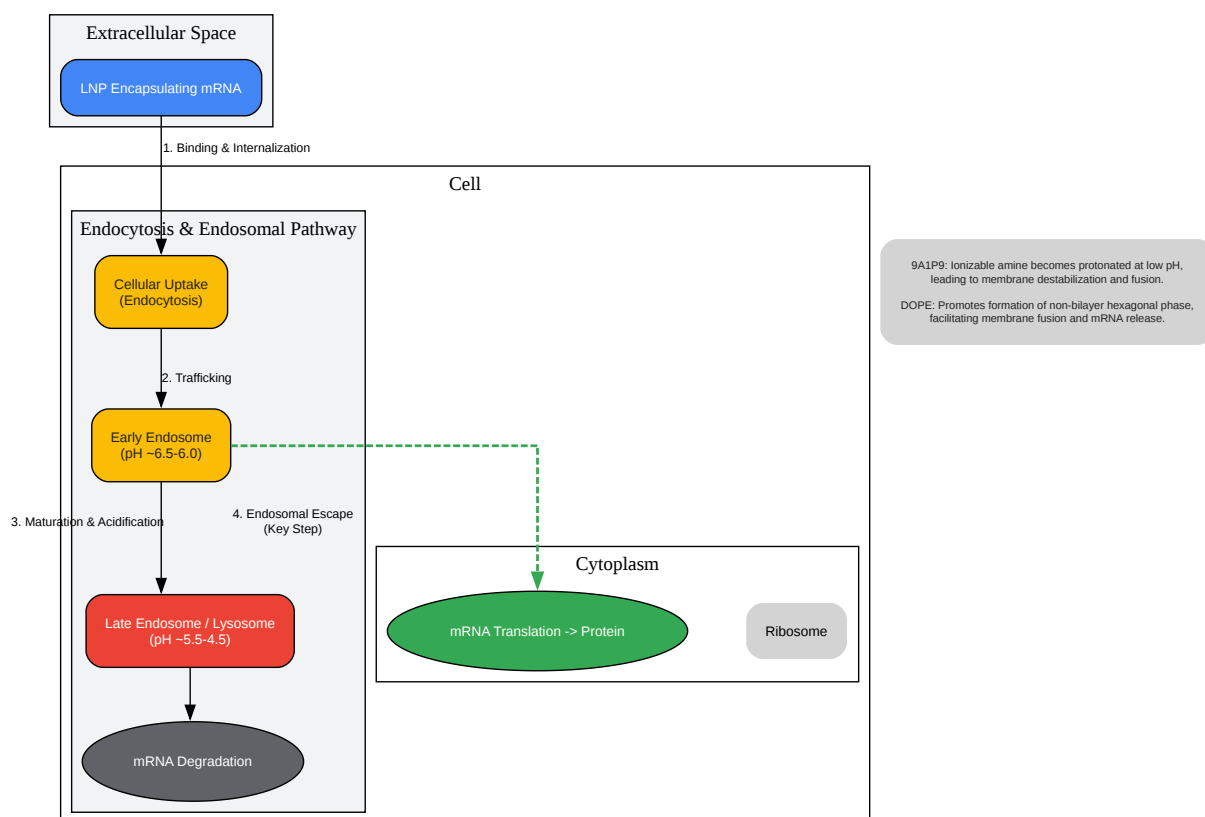 Extracellular Space
LNP Encapsulating mRNA
1. Binding & Internalization
Cell
Endocytosis & Endosomal Pathway
Cellular Uptake
(Endocytosis)
9A1P9: Ionizable amine becomes protonated at low pH,
leading to membrane destabilization and fusion.
DOPE: Promotes formation of non-bilayer hexagonal phase,
facilitating membrane fusion and mRNA release.
2. Trafficking
Early Endosome
(pH ~6.5-6.0)
3. Maturation & Acidification
4. Endosomal Escape
(Key Step)
Cytoplasm
Late Endosome / Lysosome
(pH ~5.5-4.5)
mRNA Translation -> Protein
Ribosome
mRNA Degradation